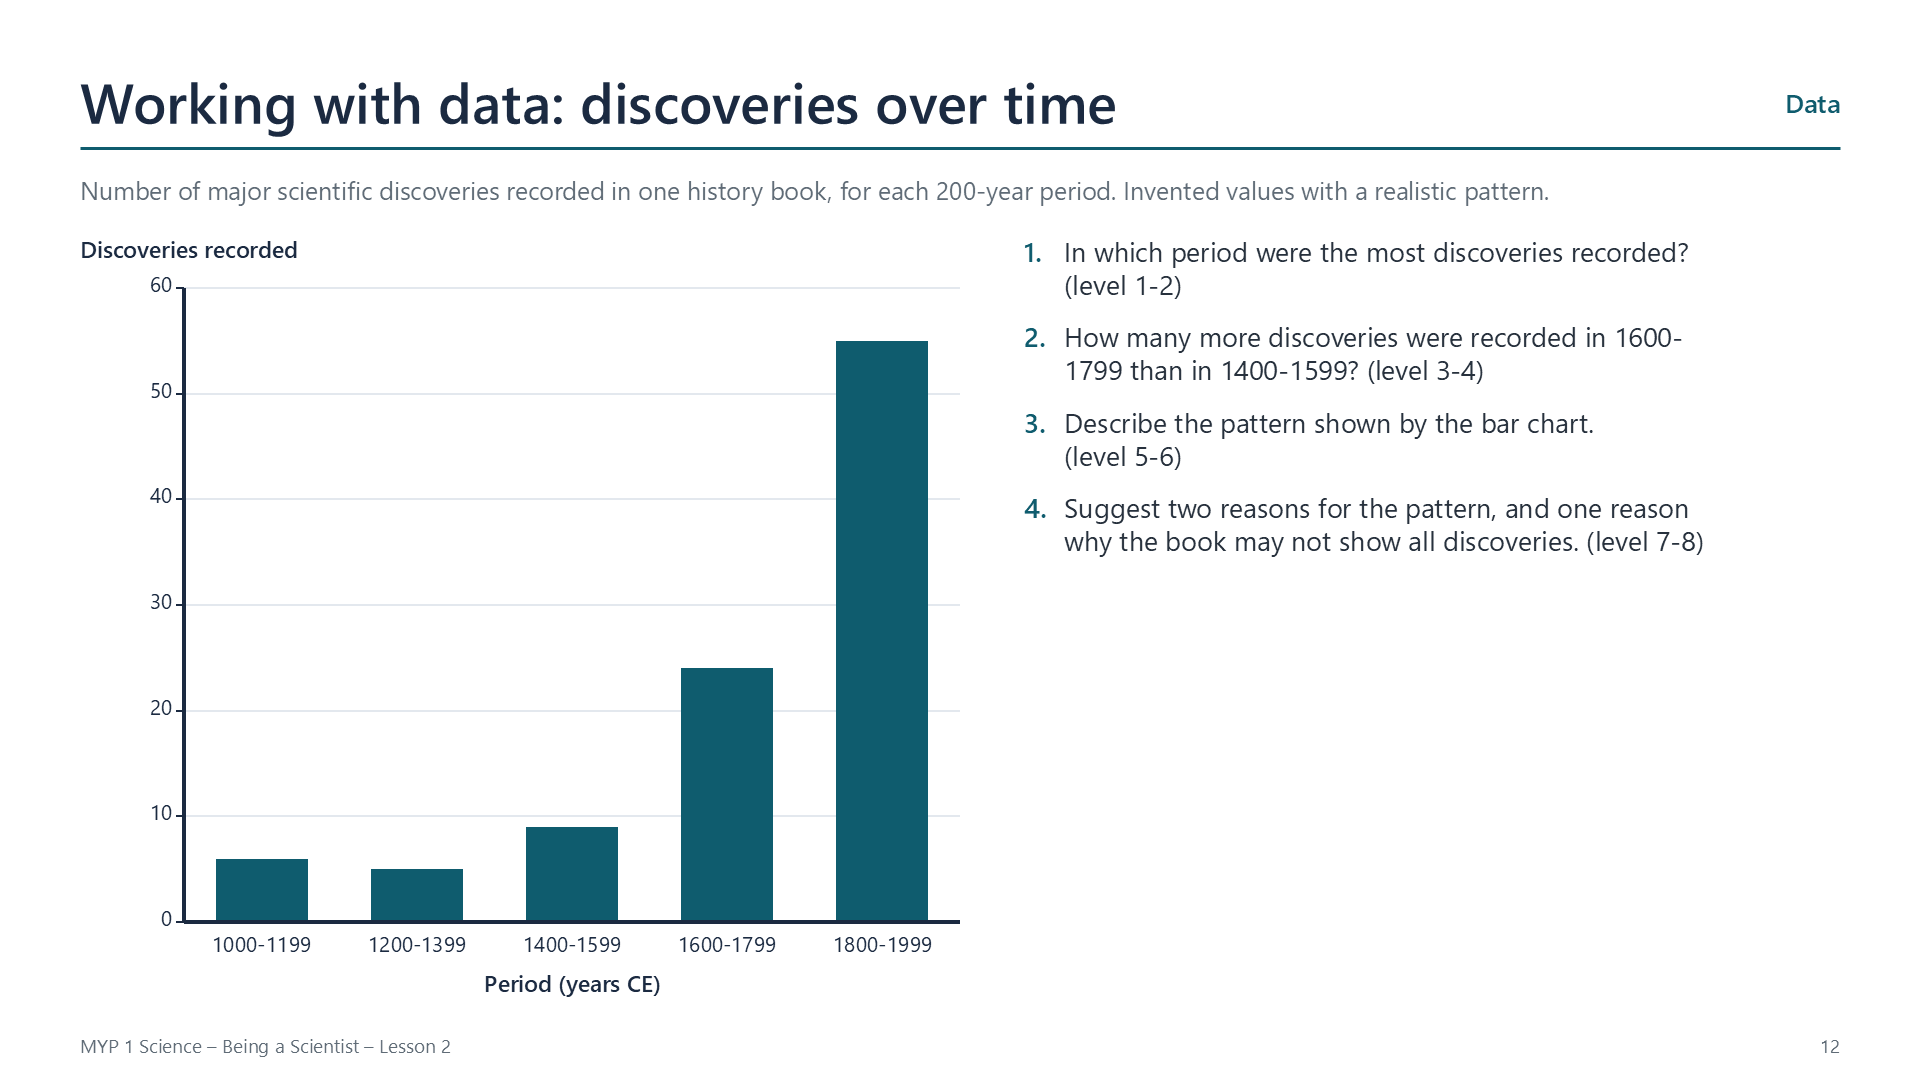 Working with data: discoveries over time
Data
Number of major scientific discoveries recorded in one history book, for each 200-year period. Invented values with a realistic pattern.
Discoveries recorded
60
50
40
30
20
10
0
1000-1199
1200-1399
1400-1599
1600-1799
1800-1999
Period (years CE)
1. In which period were the most discoveries recorded?
(level 1-2)
2. How many more discoveries were recorded in 1600-
1799 than in 1400-1599? (level 3-4)
3. Describe the pattern shown by the bar chart.
(level 5-6)
4. Suggest two reasons for the pattern, and one reason
why the book may not show all discoveries. (level 7-8)
MYP 1 Science – Being a Scientist – Lesson 2
12